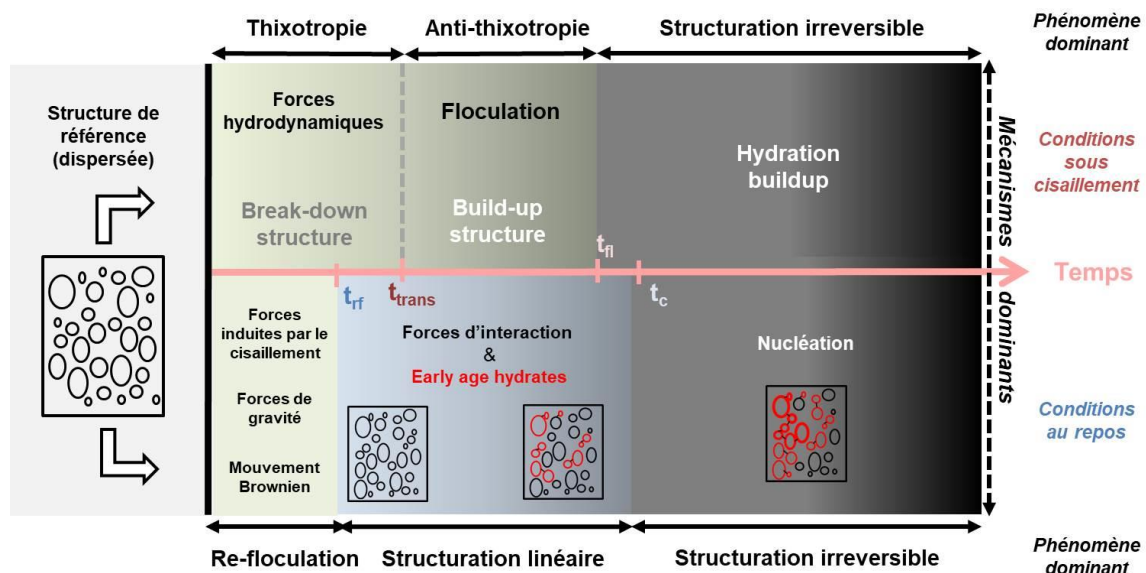 Thixotropie
Anti-thixotropie
Structuration irreversible
Phénomène
dominant
Structure de
référence
(dispersée)
Forces
hydrodynamiques
Floculation
Hydration
buildup
Break-down
structure
Build-up
structure
Mécanismes dominants
Conditions
sous
cisaillement
t_fl
t_rf
t_trans
t_c
Temps
Forces
induites par le
cisaillement
Forces de
gravité
Mouvement
Brownien
Forces d'interaction
&
Early age hydrates
Nucléation
Conditions
au repos
Re-floculation
Structuration linéaire
Structuration irreversible
Phénomène
dominant